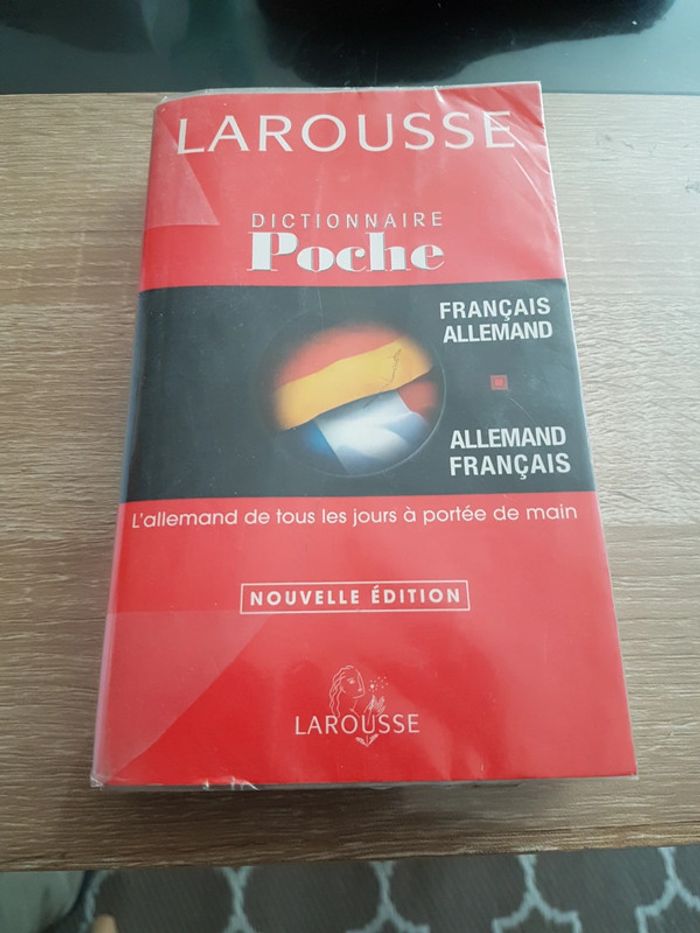 LAROUSSE
DICTIONNAIRE
Poche
FRANÇAIS
ALLEMAND
ALLEMAND
FRANÇAIS
L'allemand de tous les jours à portée de main
NOUVELLE ÉDITION
LAROUSSE